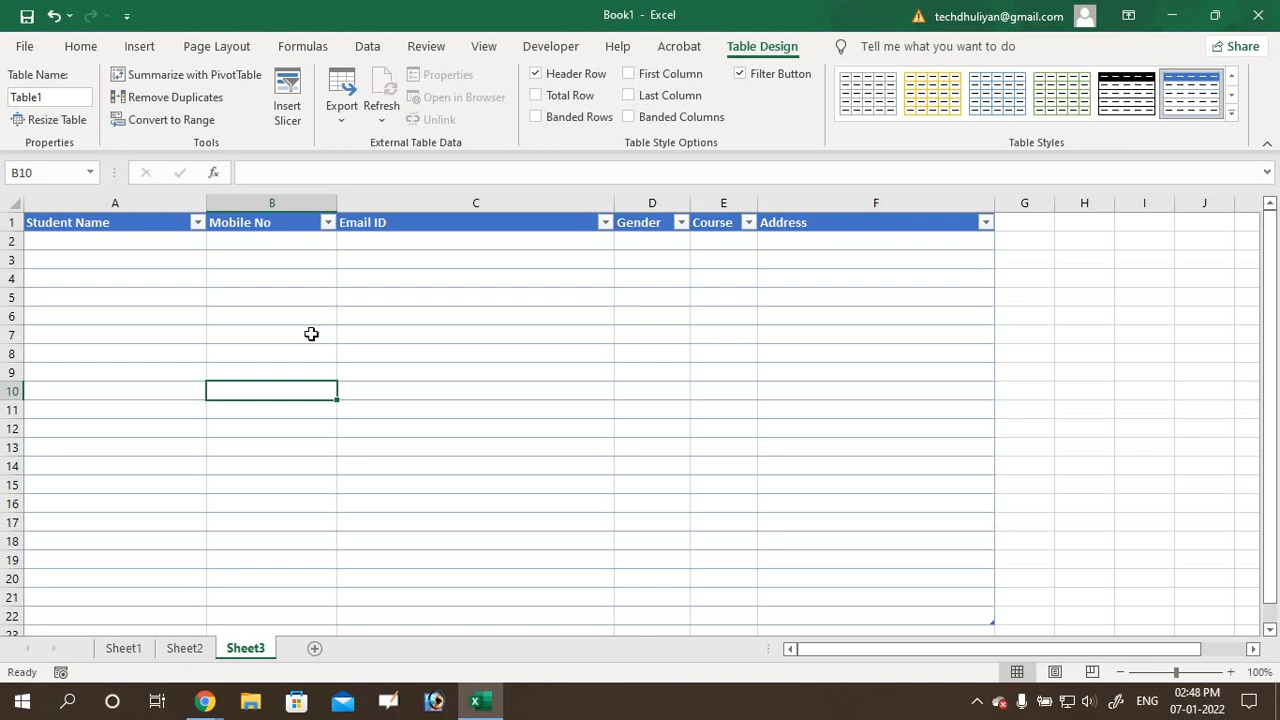 Book1 - Excel
techdhuliyan@gmail.com
File Home Insert Page Layout Formulas Data Review View Developer Help Acrobat Table Design Tell me what you want to do Share
Table Name:
Table1
Resize Table
Properties
Summarize with PivotTable
Remove Duplicates
Convert to Range
Insert
Slicer
Tools
Export
Refresh
Properties
Open in Browser
Unlink
External Table Data
Header Row
Total Row
Banded Rows
First Column
Last Column
Banded Columns
Filter Button
Table Style Options
Table Styles
B10
fx
A B C D E F G H I J
1 Student Name Mobile No Email ID Gender Course Address
2
3
4
5
6
7
8
9
10
11
12
13
14
15
16
17
18
19
20
21
22
23
Sheet1 Sheet2 Sheet3
Ready
100%
ENG
02:48 PM
07-01-2022